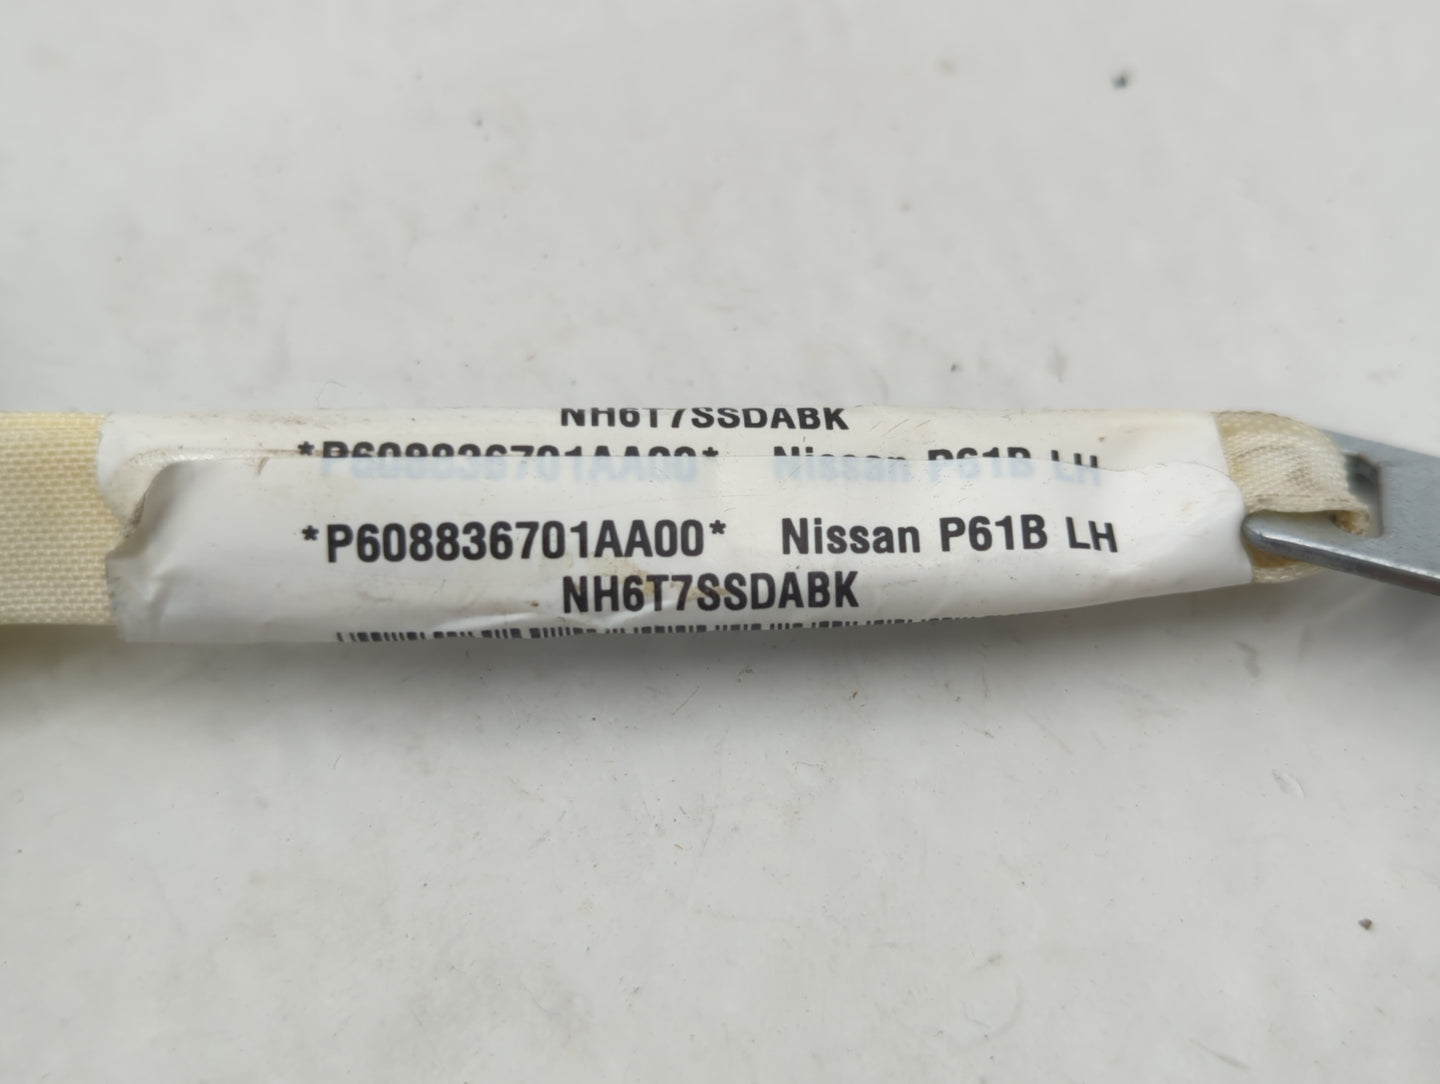 NH6T7SSDABK
*P608836701AA00* Nissan P61B LH
*P608836701AA00* Nissan P61B LH
NH6T7SSDABK